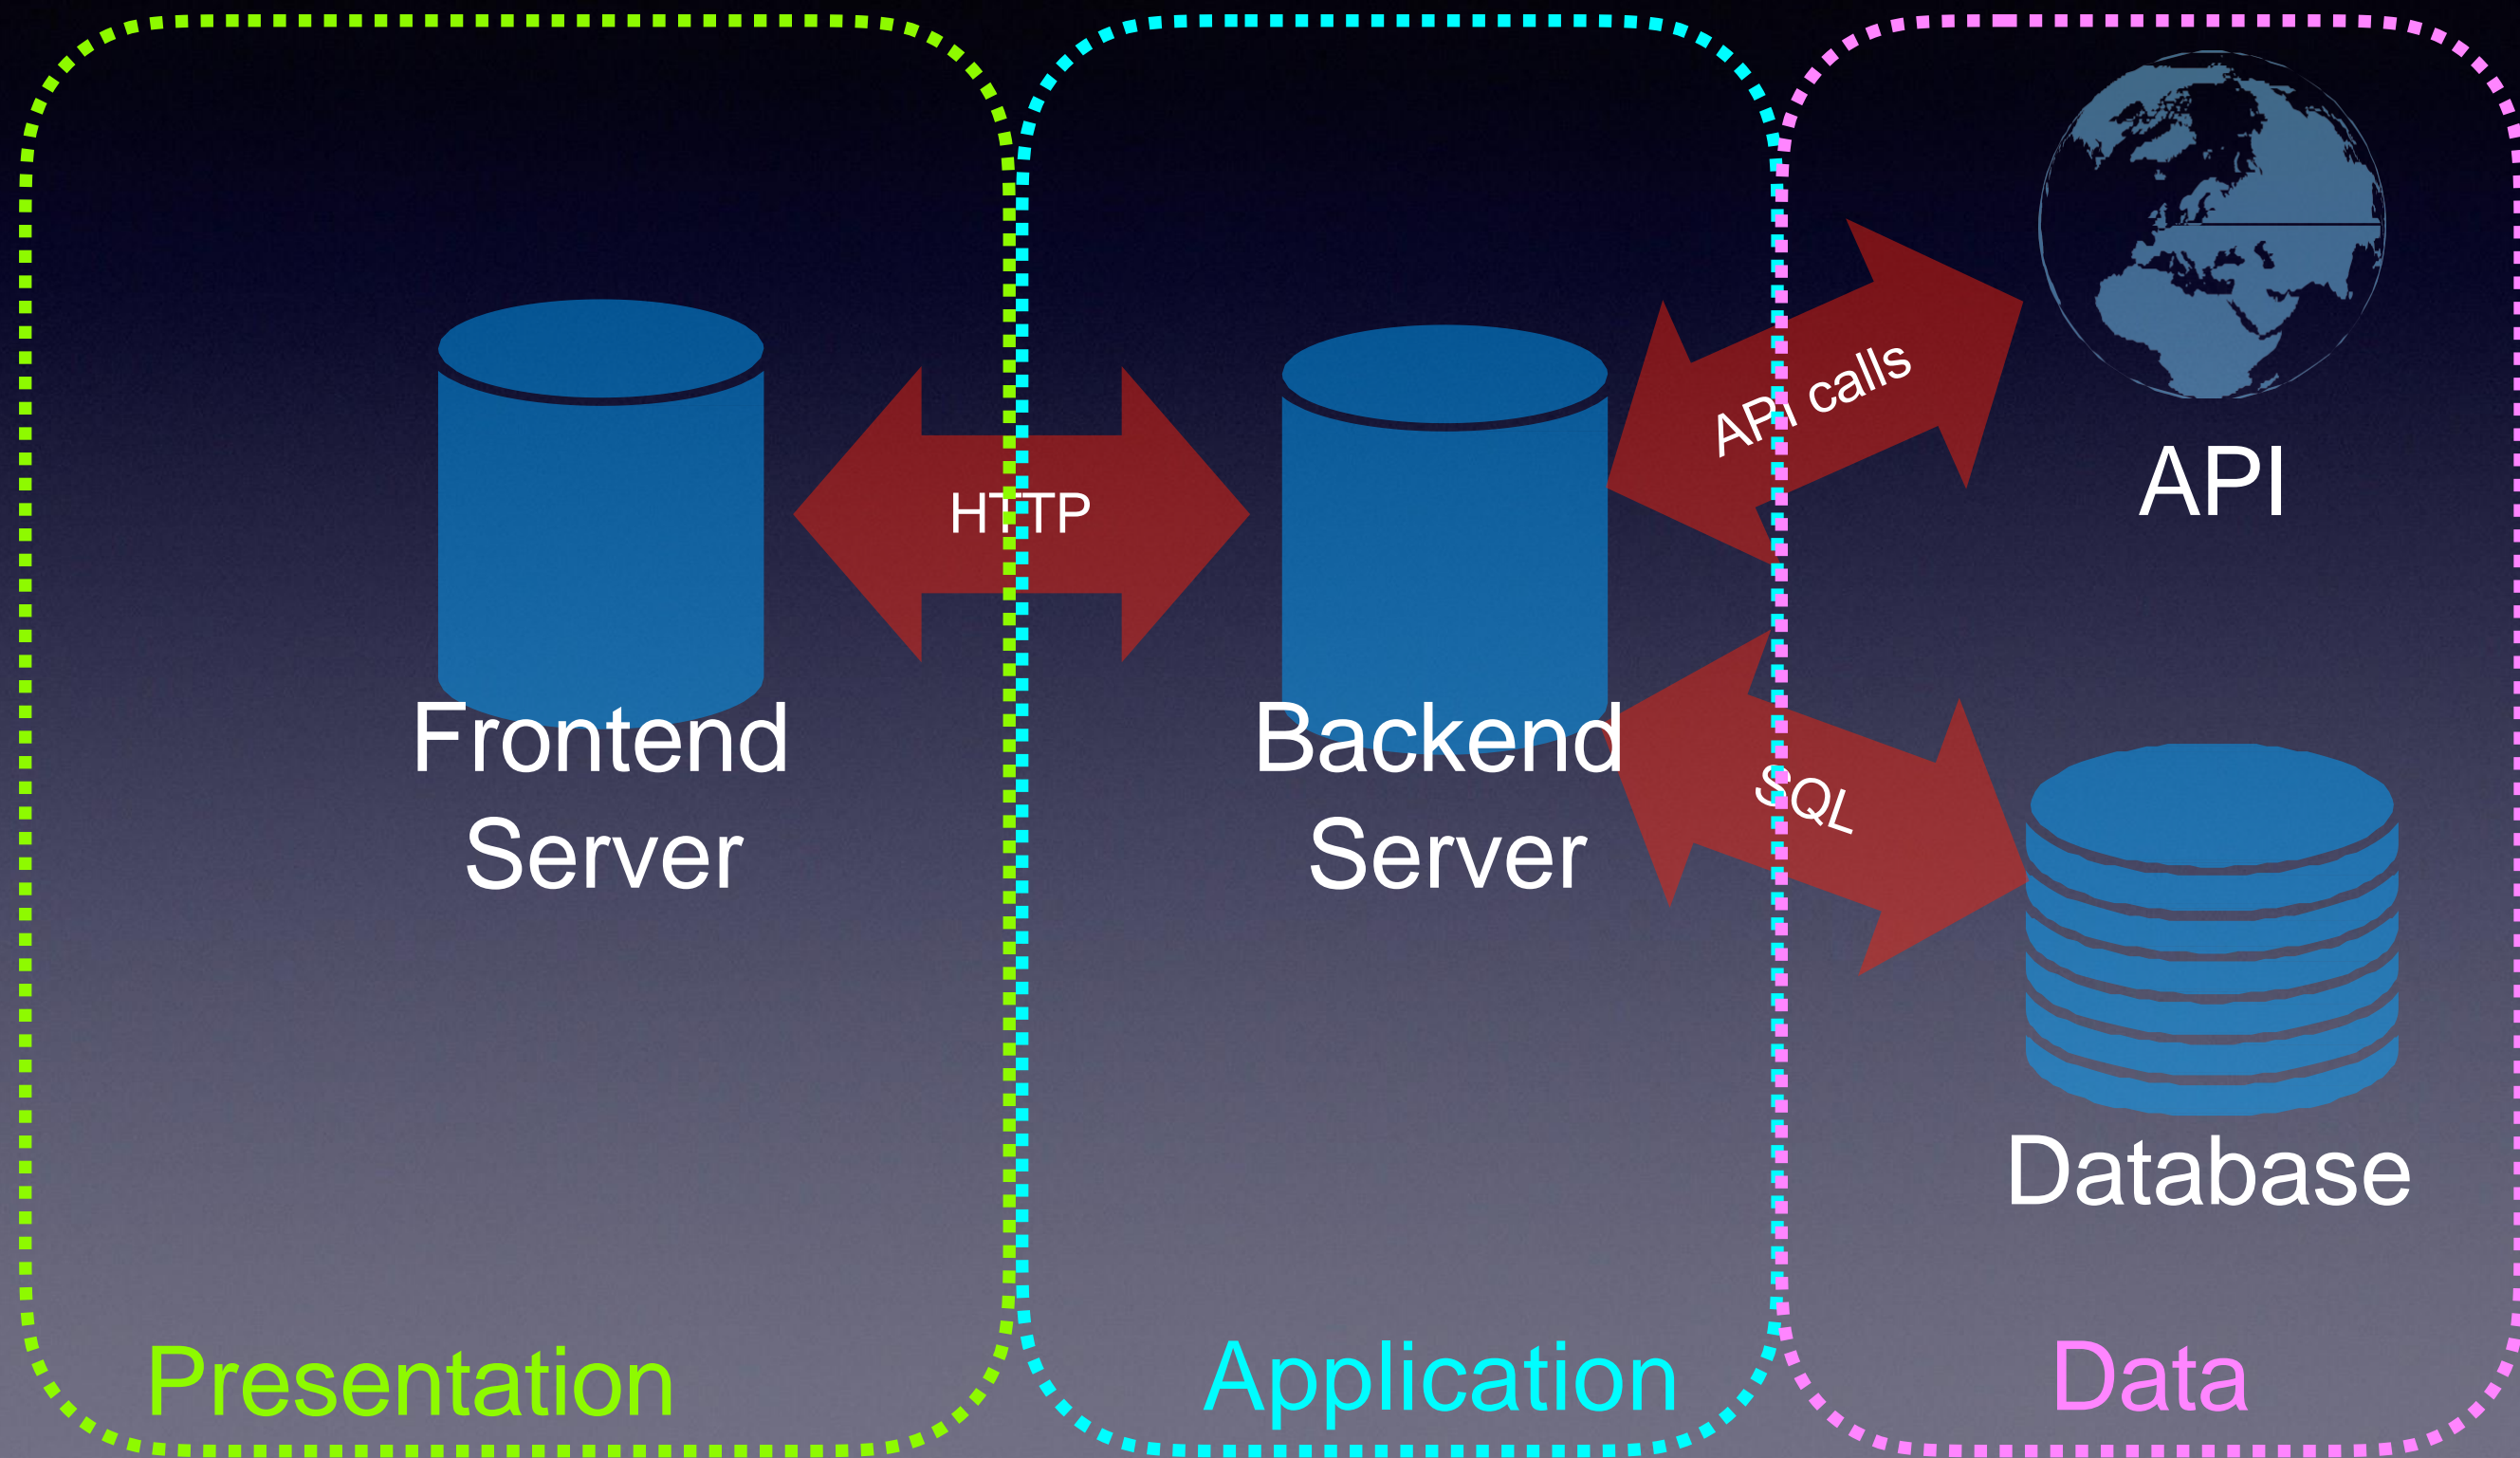 API calls
API
HTTP
Frontend
Server
Backend
Server
SQL
Database
Presentation
Application
Data